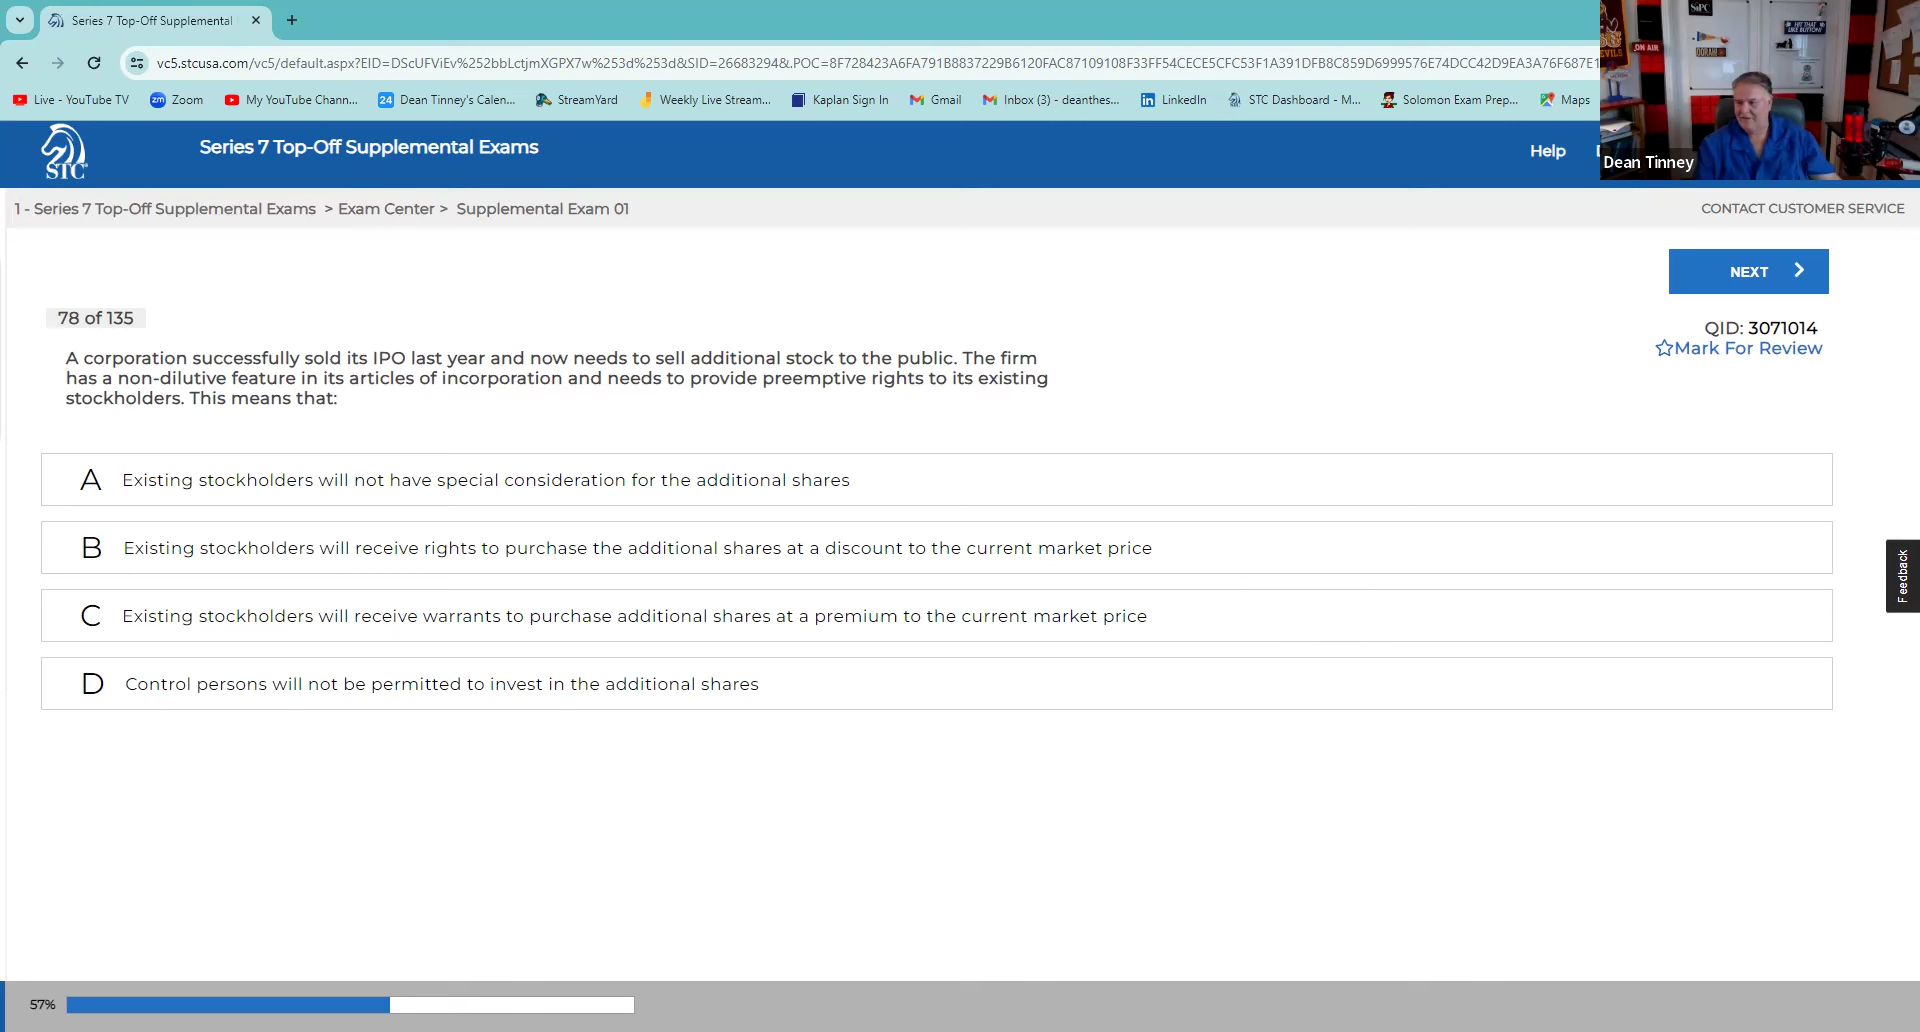 Series 7 Top-Off Supplemental
vc5.stcusa.com/vc5/default.aspx?EID=DScUFViEv%252bbLctjmXGPX7w%253d%253d&SID=26683294&.POC=8F728423A6FA791B8837229B6120FAC87109108F33FF54CECE5CFC53F1A391DFB8C859D6999576E74DCC42D9EA3A76F687E1
Live - YouTube TV
Zoom
My YouTube Chann...
24 Dean Tinney's Calen...
StreamYard
Weekly Live Stream...
Kaplan Sign In
Gmail
Inbox (3) - deanthes...
LinkedIn
STC Dashboard - M...
Solomon Exam Prep...
Maps
SIPC
HIT THAT
LIKE BUTTON!
ON AIR
Dean Tinney
STC
Series 7 Top-Off Supplemental Exams
Help
1 - Series 7 Top-Off Supplemental Exams > Exam Center > Supplemental Exam 01
CONTACT CUSTOMER SERVICE
NEXT
78 of 135
QID: 3071014
Mark For Review
A corporation successfully sold its IPO last year and now needs to sell additional stock to the public. The firm
has a non-dilutive feature in its articles of incorporation and needs to provide preemptive rights to its existing
stockholders. This means that:
A Existing stockholders will not have special consideration for the additional shares
B Existing stockholders will receive rights to purchase the additional shares at a discount to the current market price
C Existing stockholders will receive warrants to purchase additional shares at a premium to the current market price
D Control persons will not be permitted to invest in the additional shares
Feedback
57%